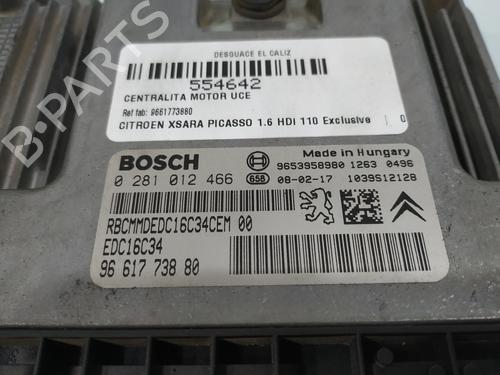 DESGUACE EL CALIZ
554642
CENTRALITA MOTOR UCE
Ref fab: 9661773880
CITROEN XSARA PICASSO 1.6 HDI 110 Exclusive | 0
BOSCH
Made in Hungary
0 281 012 466
9653958980 1263 0496
658 08-02-17 1039S12128
RBCMMDEDC16C34CEM 00
EDC16C34
96 617 738 80
B-PARTS